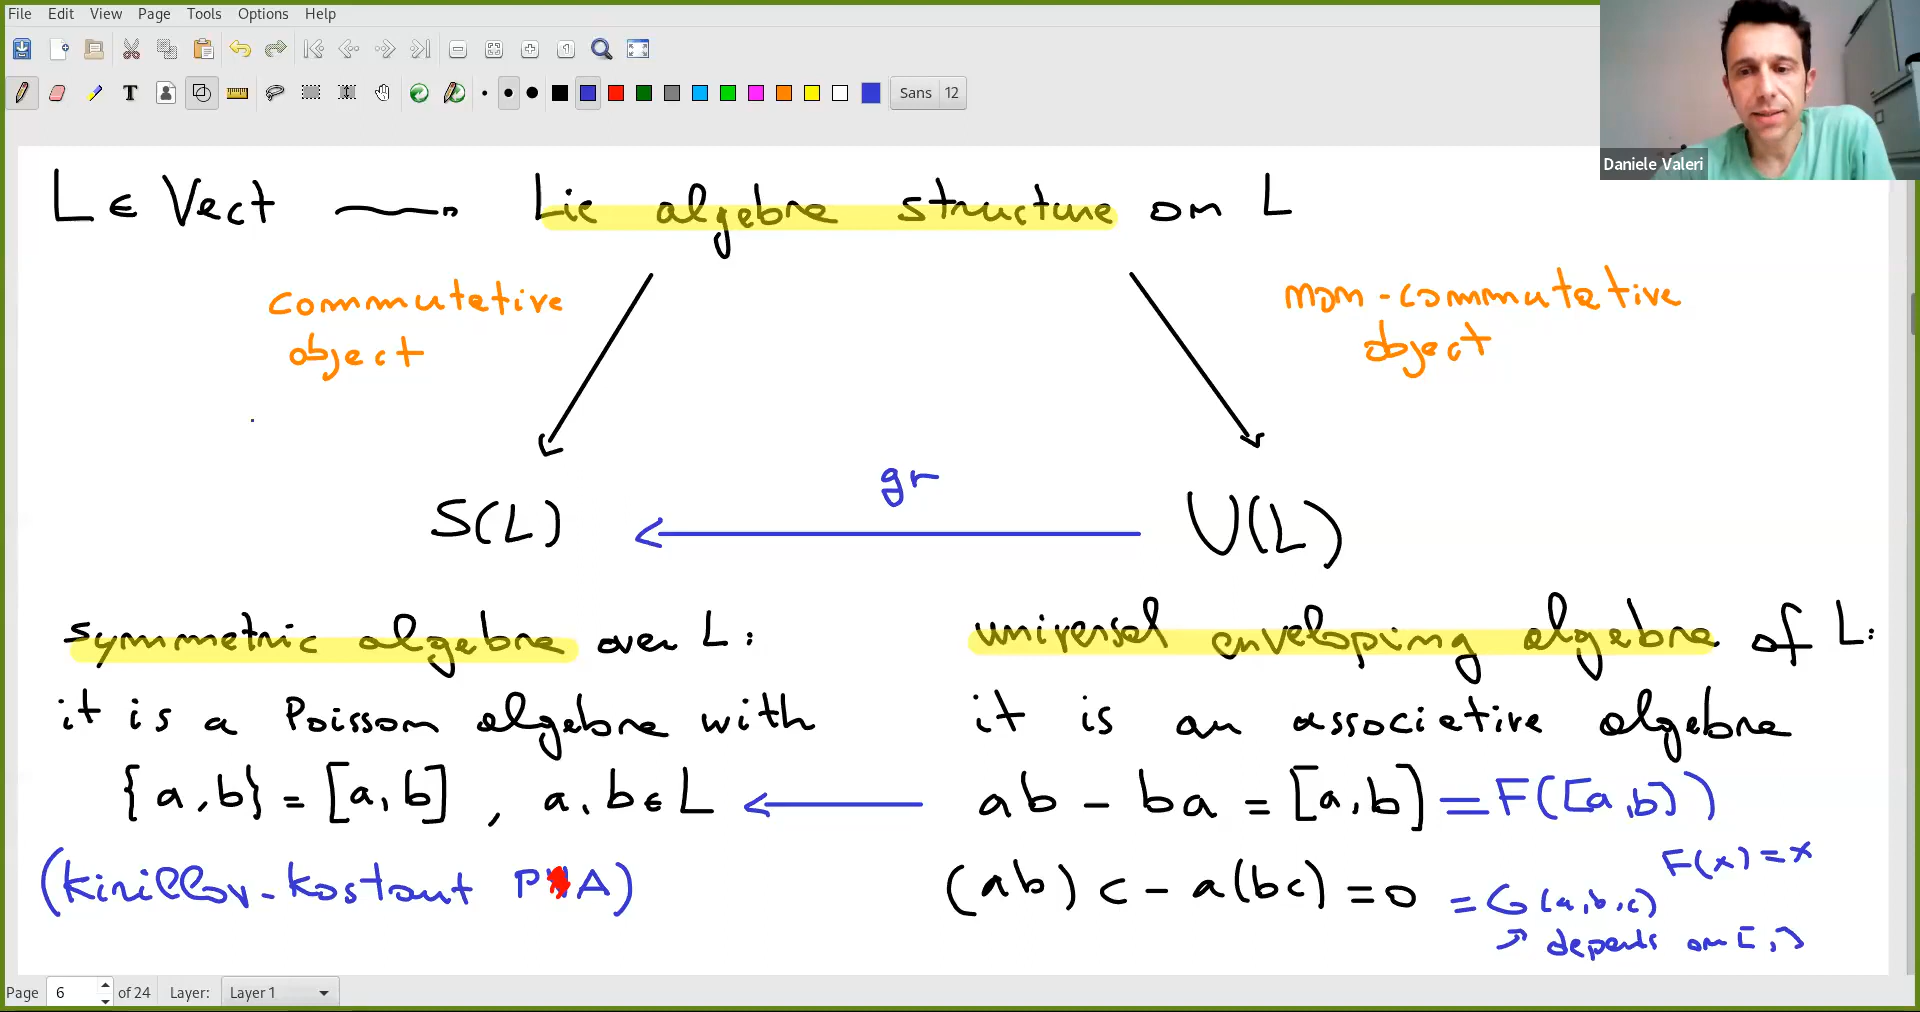 File Edit View Page Tools Options Help
Sans 12
Daniele Valeri
L ∈ Vect ⟿ Lie algebra structure on L
commutative object
non-commutative object
gr
S(L) ← U(L)
symmetric algebra over L:
it is a Poisson algebra with
{a,b} = [a,b], a,b ∈ L
(Kirillov-Kostant P A)
universal enveloping algebra of L:
it is an associative algebra
← ab - ba = [a,b] = F([a,b])
F(x) = x
(ab)c - a(bc) = 0 = G(a,b,c)
↗ depends on [,]
Page 6 of 24 Layer: Layer 1